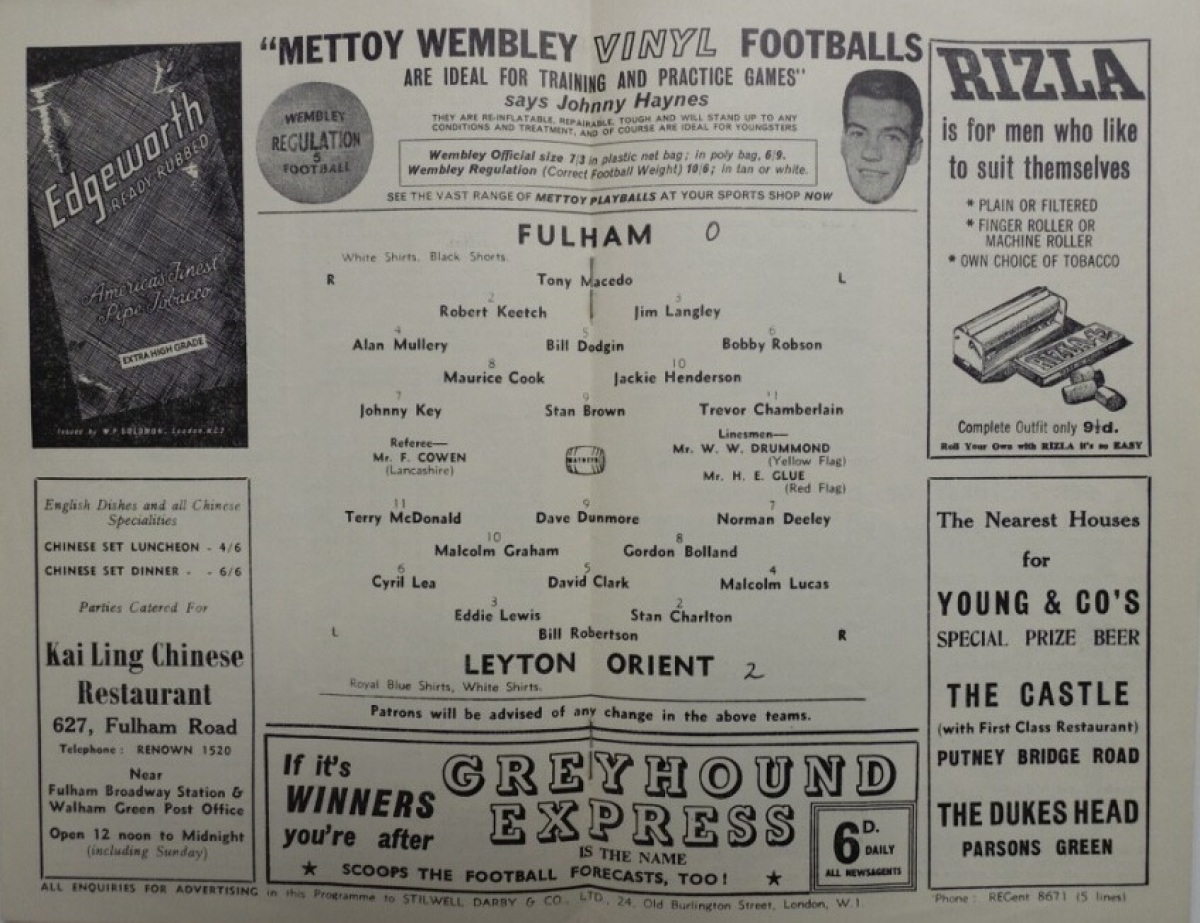 Edgeworth
READY-RUBBED
America's Finest
Pipe Tobacco
EXTRA HIGH GRADE
Issued by W.P. SOLOMON, London.N.C.2
"METTOY WEMBLEY VINYL FOOTBALLS
ARE IDEAL FOR TRAINING AND PRACTICE GAMES"
says Johnny Haynes
THEY ARE RE-INFLATABLE, REPAIRABLE, TOUGH AND WILL STAND UP TO ANY
CONDITIONS AND TREATMENT, AND OF COURSE ARE IDEAL FOR YOUNGSTERS
WEMBLEY
REGULATION
5
FOOTBALL
Wembley Official size 7/3 in plastic net bag; in poly bag, 6/9.
Wembley Regulation (Correct Football Weight) 10/6; in tan or white.
SEE THE VAST RANGE OF METTOY PLAYBALLS AT YOUR SPORTS SHOP NOW
RIZLA
is for men who like
to suit themselves
* PLAIN OR FILTERED
* FINGER ROLLER OR
MACHINE ROLLER
* OWN CHOICE OF TOBACCO
RIZLA
Complete Outfit only 9½d.
Roll Your Own with RIZLA It's so EASY
FULHAM 0
White Shirts, Black Shorts.
R Tony Macedo L
2 3
Robert Keetch Jim Langley
4 5 6
Alan Mullery Bill Dodgin Bobby Robson
8 10
Maurice Cook Jackie Henderson
7 9 11
Johnny Key Stan Brown Trevor Chamberlain
Referee—
Mr. F. COWEN
(Lancashire)
WATNEYS
Linesmen—
Mr. W. W. DRUMMOND
(Yellow Flag)
Mr. H. E. GLUE
(Red Flag)
11 9 7
Terry McDonald Dave Dunmore Norman Deeley
10 8
Malcolm Graham Gordon Bolland
6 5 4
Cyril Lea David Clark Malcolm Lucas
3 2
Eddie Lewis Stan Charlton
L Bill Robertson R
LEYTON ORIENT 2
Royal Blue Shirts, White Shirts.
Patrons will be advised of any change in the above teams.
English Dishes and all Chinese
Specialities
CHINESE SET LUNCHEON - 4/6
CHINESE SET DINNER - - 6/6
Parties Catered For
Kai Ling Chinese
Restaurant
627, Fulham Road
Telephone: RENOWN 1520
Near
Fulham Broadway Station &
Walham Green Post Office
Open 12 noon to Midnight
(including Sunday)
If it's
WINNERS
you're after
GREYHOUND
EXPRESS
IS THE NAME
★ SCOOPS THE FOOTBALL FORECASTS, TOO! ★
6D.
DAILY
ALL NEWSAGENTS
The Nearest Houses
for
YOUNG & CO'S
SPECIAL PRIZE BEER
THE CASTLE
(with First Class Restaurant)
PUTNEY BRIDGE ROAD
THE DUKES HEAD
PARSONS GREEN
ALL ENQUIRIES FOR ADVERTISING in this Programme to STILWELL DARBY & CO., LTD., 24, Old Burlington Street, London, W.1. 'Phone: REGent 8671 (5 lines)